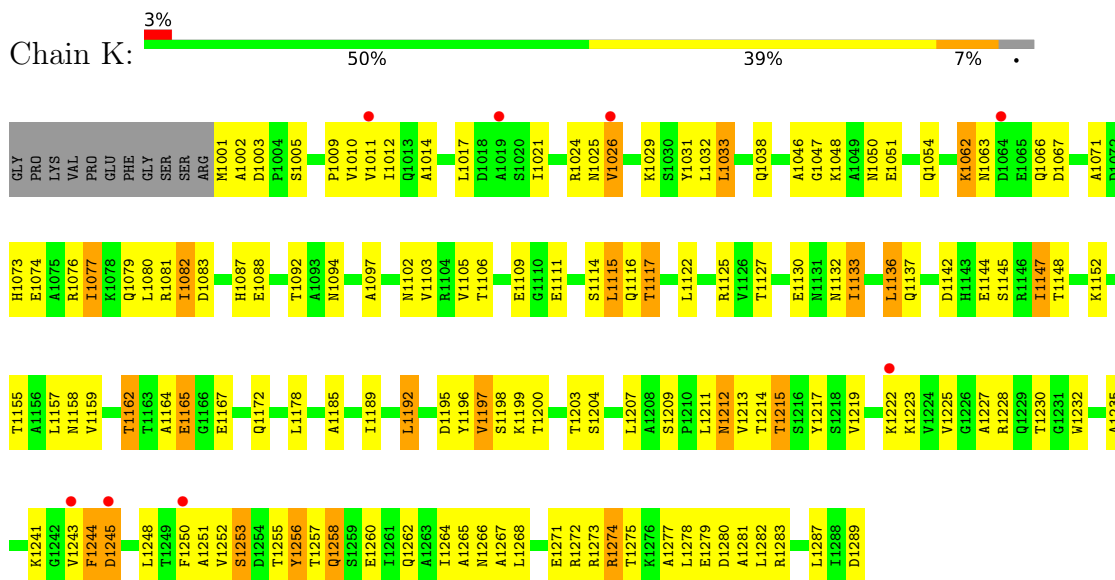 3%
Chain K:
50% 39% 7% •
GLY PRO LYS VAL PRO GLU PHE GLY SER SER ARG M1001 A1002 D1003 P1004 S1005 P1009 V1010 V1011 I1012 Q1013 A1014 L1017 D1018 A1019 S1020 I1021 R1024 N1025 V1026 K1029 S1030 Y1031 L1032 L1033 Q1038 A1046 G1047 K1048 A1049 N1050 E1051 Q1054 K1062 N1063 D1064 E1065 Q1066 D1067 A1071 D1072
H1073 E1074 A1075 R1076 I1077 K1078 Q1079 L1080 R1081 I1082 D1083 H1087 E1088 T1092 A1093 N1094 A1097 N1102 V1103 R1104 V1105 T1106 E1109 G1110 E1111 S1114 L1115 Q1116 T1117 L1122 R1125 V1126 T1127 E1130 N1131 N1132 I1133 L1136 Q1137 D1142 H1143 E1144 S1145 R1146 I1147 T1148 K1152
T1155 A1156 L1157 N1158 V1159 T1162 T1163 A1164 E1165 G1166 E1167 Q1172 L1178 A1185 I1189 L1192 D1195 Y1196 V1197 S1198 K1199 T1200 T1203 S1204 L1207 A1208 S1209 P1210 L1211 N1212 V1213 T1214 T1215 S1216 Y1217 S1218 V1219 K1222 K1223 V1224 V1225 G1226 A1227 R1228 Q1229 T1230 G1231 W1232 A1235
K1241 G1242 V1243 F1244 D1245 L1248 T1249 F1250 A1251 V1252 S1253 D1254 T1255 Y1256 T1257 Q1258 S1259 E1260 I1261 Q1262 A1263 I1264 A1265 N1266 A1267 L1268 E1271 R1272 R1273 R1274 T1275 K1276 A1277 L1278 E1279 D1280 A1281 L1282 R1283 L1287 I1288 D1289